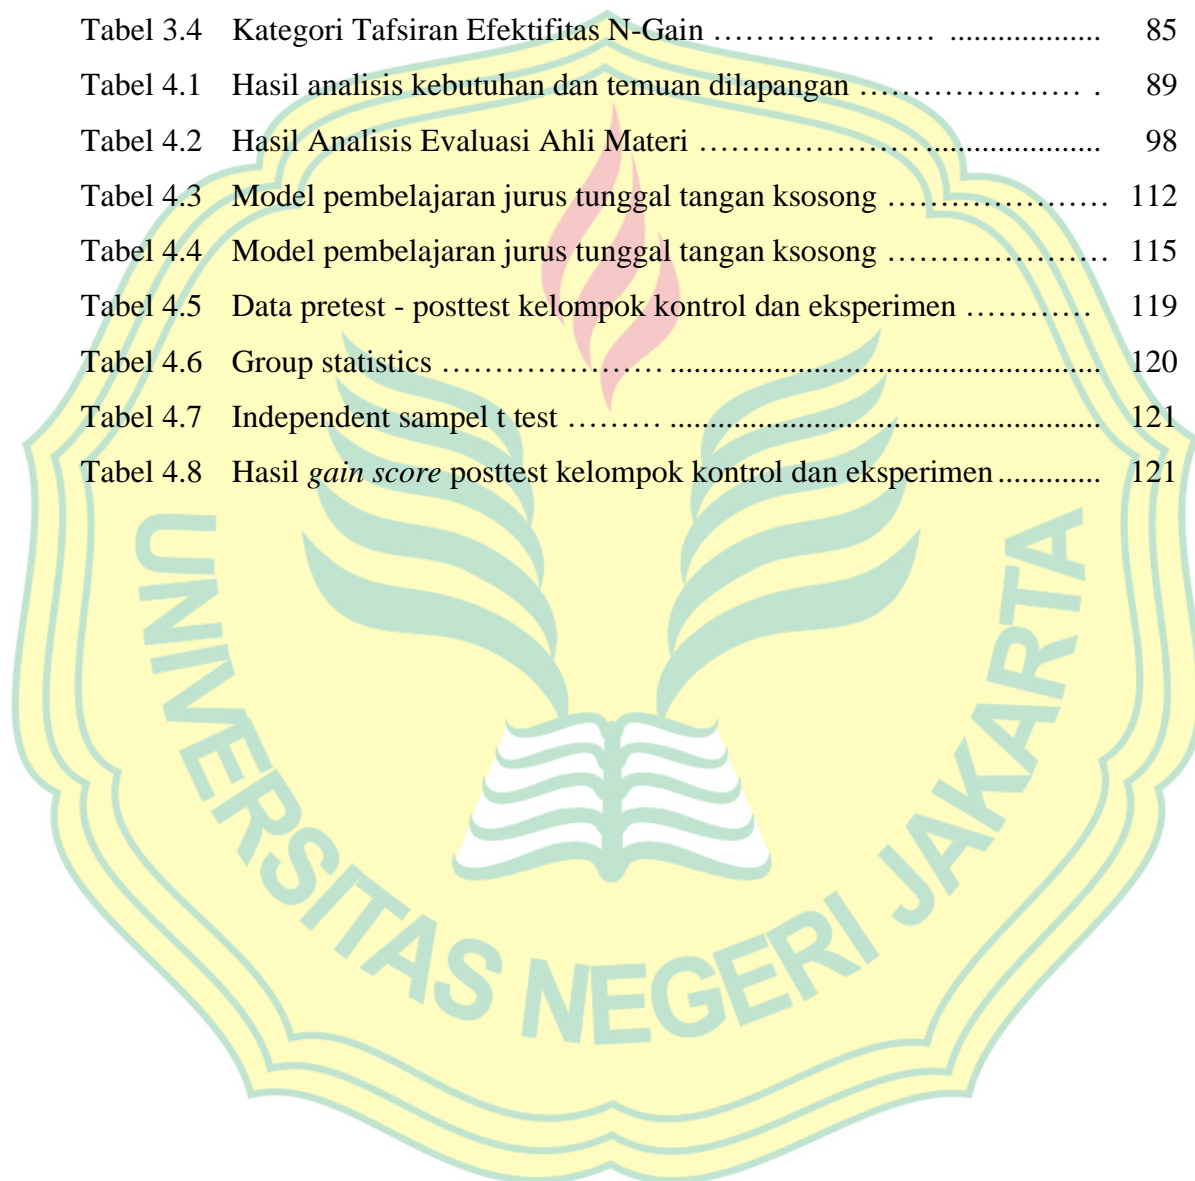 Tabel 3.4 Kategori Tafsiran Efektifitas N-Gain ………………… ................... 85
Tabel 4.1 Hasil analisis kebutuhan dan temuan dilapangan ………………… . 89
Tabel 4.2 Hasil Analisis Evaluasi Ahli Materi ………………….................... 98
Tabel 4.3 Model pembelajaran jurus tunggal tangan ksosong ………………… 112
Tabel 4.4 Model pembelajaran jurus tunggal tangan ksosong ………………… 115
Tabel 4.5 Data pretest - posttest kelompok kontrol dan eksperimen ………… 119
Tabel 4.6 Group statistics ………………… ................................................... 120
Tabel 4.7 Independent sampel t test ……… ................................................... 121
Tabel 4.8 Hasil gain score posttest kelompok kontrol dan eksperimen ............. 121
UNIVERSITAS NEGERI JAKARTA